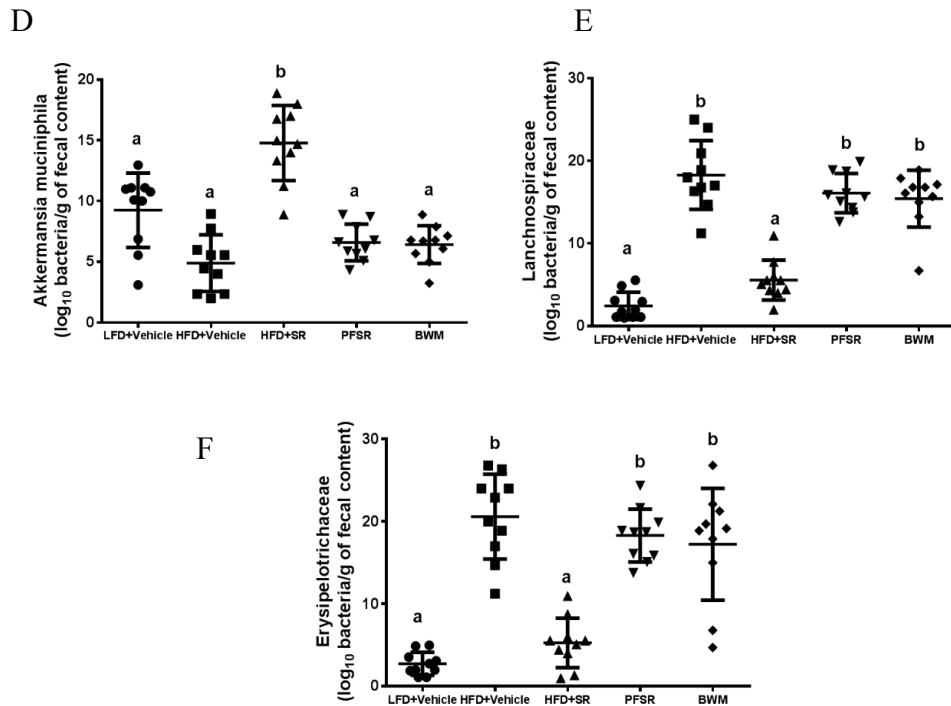 D
Akkermansia muciniphila
(log10 bacteria/g of fecal content)
20
15
10
5
0
a
a
b
a
a
LFD+Vehicle HFD+Vehicle HFD+SR PFSR BWM
E
Lanchnospiraceae
(log10 bacteria/g of fecal content)
30
20
10
0
a
b
a
b
b
LFD+Vehicle HFD+Vehicle HFD+SR PFSR BWM
F
Erysipelotrichaceae
(log10 bacteria/g of fecal content)
30
20
10
0
a
b
a
b
b
LFD+Vehicle HFD+Vehicle HFD+SR PFSR BWM